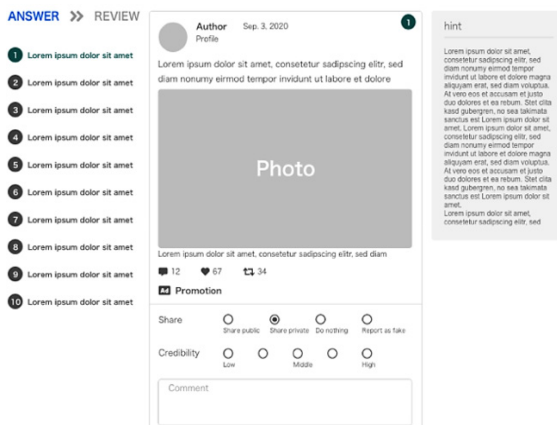 ANSWER >> REVIEW
1 Lorem ipsum dolor sit amet
2 Lorem ipsum dolor sit amet
3 Lorem ipsum dolor sit amet
4 Lorem ipsum dolor sit amet
5 Lorem ipsum dolor sit amet
6 Lorem ipsum dolor sit amet
7 Lorem ipsum dolor sit amet
8 Lorem ipsum dolor sit amet
9 Lorem ipsum dolor sit amet
10 Lorem ipsum dolor sit amet
Author Sep. 3, 2020 1
Profile
Lorem ipsum dolor sit amet, consetetur sadipscing elitr, sed
diam nonumy eirmod tempor invidunt ut labore et dolore
Photo
Lorem ipsum dolor sit amet, consetetur sadipscing elitr, sed diam
12 67 34
Ad Promotion
Share
Share public Share private Do nothing Report as fake
Credibility
Low Middle High
Comment
hint
Lorem ipsum dolor sit amet,
consetetur sadipscing elitr, sed
diam nonumy eirmod tempor
invidunt ut labore et dolore magna
aliquyam erat, sed diam voluptua.
At vero eos et accusam et justo
duo dolores et ea rebum. Stet clita
kasd gubergren, no sea takimata
sanctus est Lorem ipsum dolor sit
amet. Lorem ipsum dolor sit amet,
consetetur sadipscing elitr, sed
diam nonumy eirmod tempor
invidunt ut labore et dolore magna
aliquyam erat, sed diam voluptua.
At vero eos et accusam et justo
duo dolores et ea rebum. Stet clita
kasd gubergren, no sea takimata
sanctus est Lorem ipsum dolor sit
amet.
Lorem ipsum dolor sit amet,
consetetur sadipscing elitr, sed